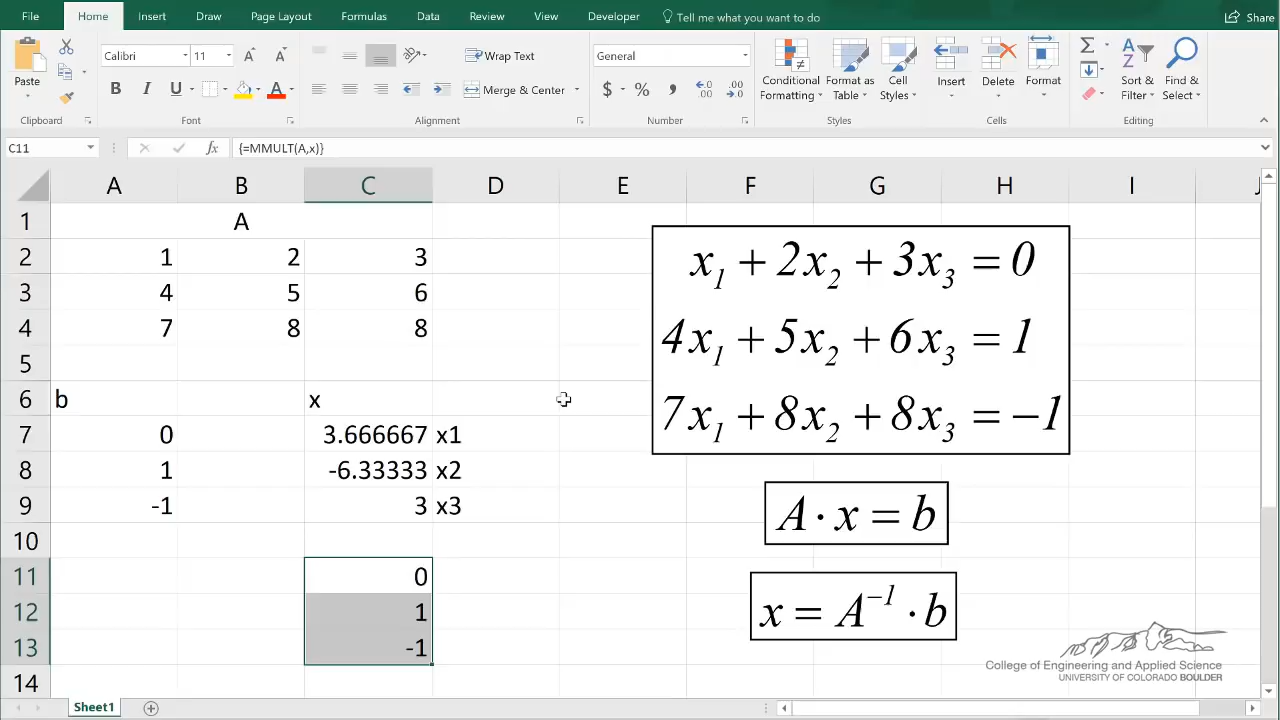 File Home Insert Draw Page Layout Formulas Data Review View Developer Tell me what you want to do Share
Paste Calibri 11 Wrap Text General Conditional Formatting Format as Table Cell Styles Insert Delete Format Sort & Filter Find & Select
B I U A Merge & Center $ % , .0 .00
Clipboard Font Alignment Number Styles Cells Editing
C11 fx {=MMULT(A,x)}
A B C D E F G H I J
1 A
2 1 2 3
3 4 5 6
4 7 8 8
5
6 b x
7 0 3.666667 x1
8 1 -6.33333 x2
9 -1 3 x3
10
11 0
12 1
13 -1
14
x₁ + 2x₂ + 3x₃ = 0
4x₁ + 5x₂ + 6x₃ = 1
7x₁ + 8x₂ + 8x₃ = −1
A · x = b
x = A⁻¹ · b
College of Engineering and Applied Science
UNIVERSITY OF COLORADO BOULDER
Sheet1